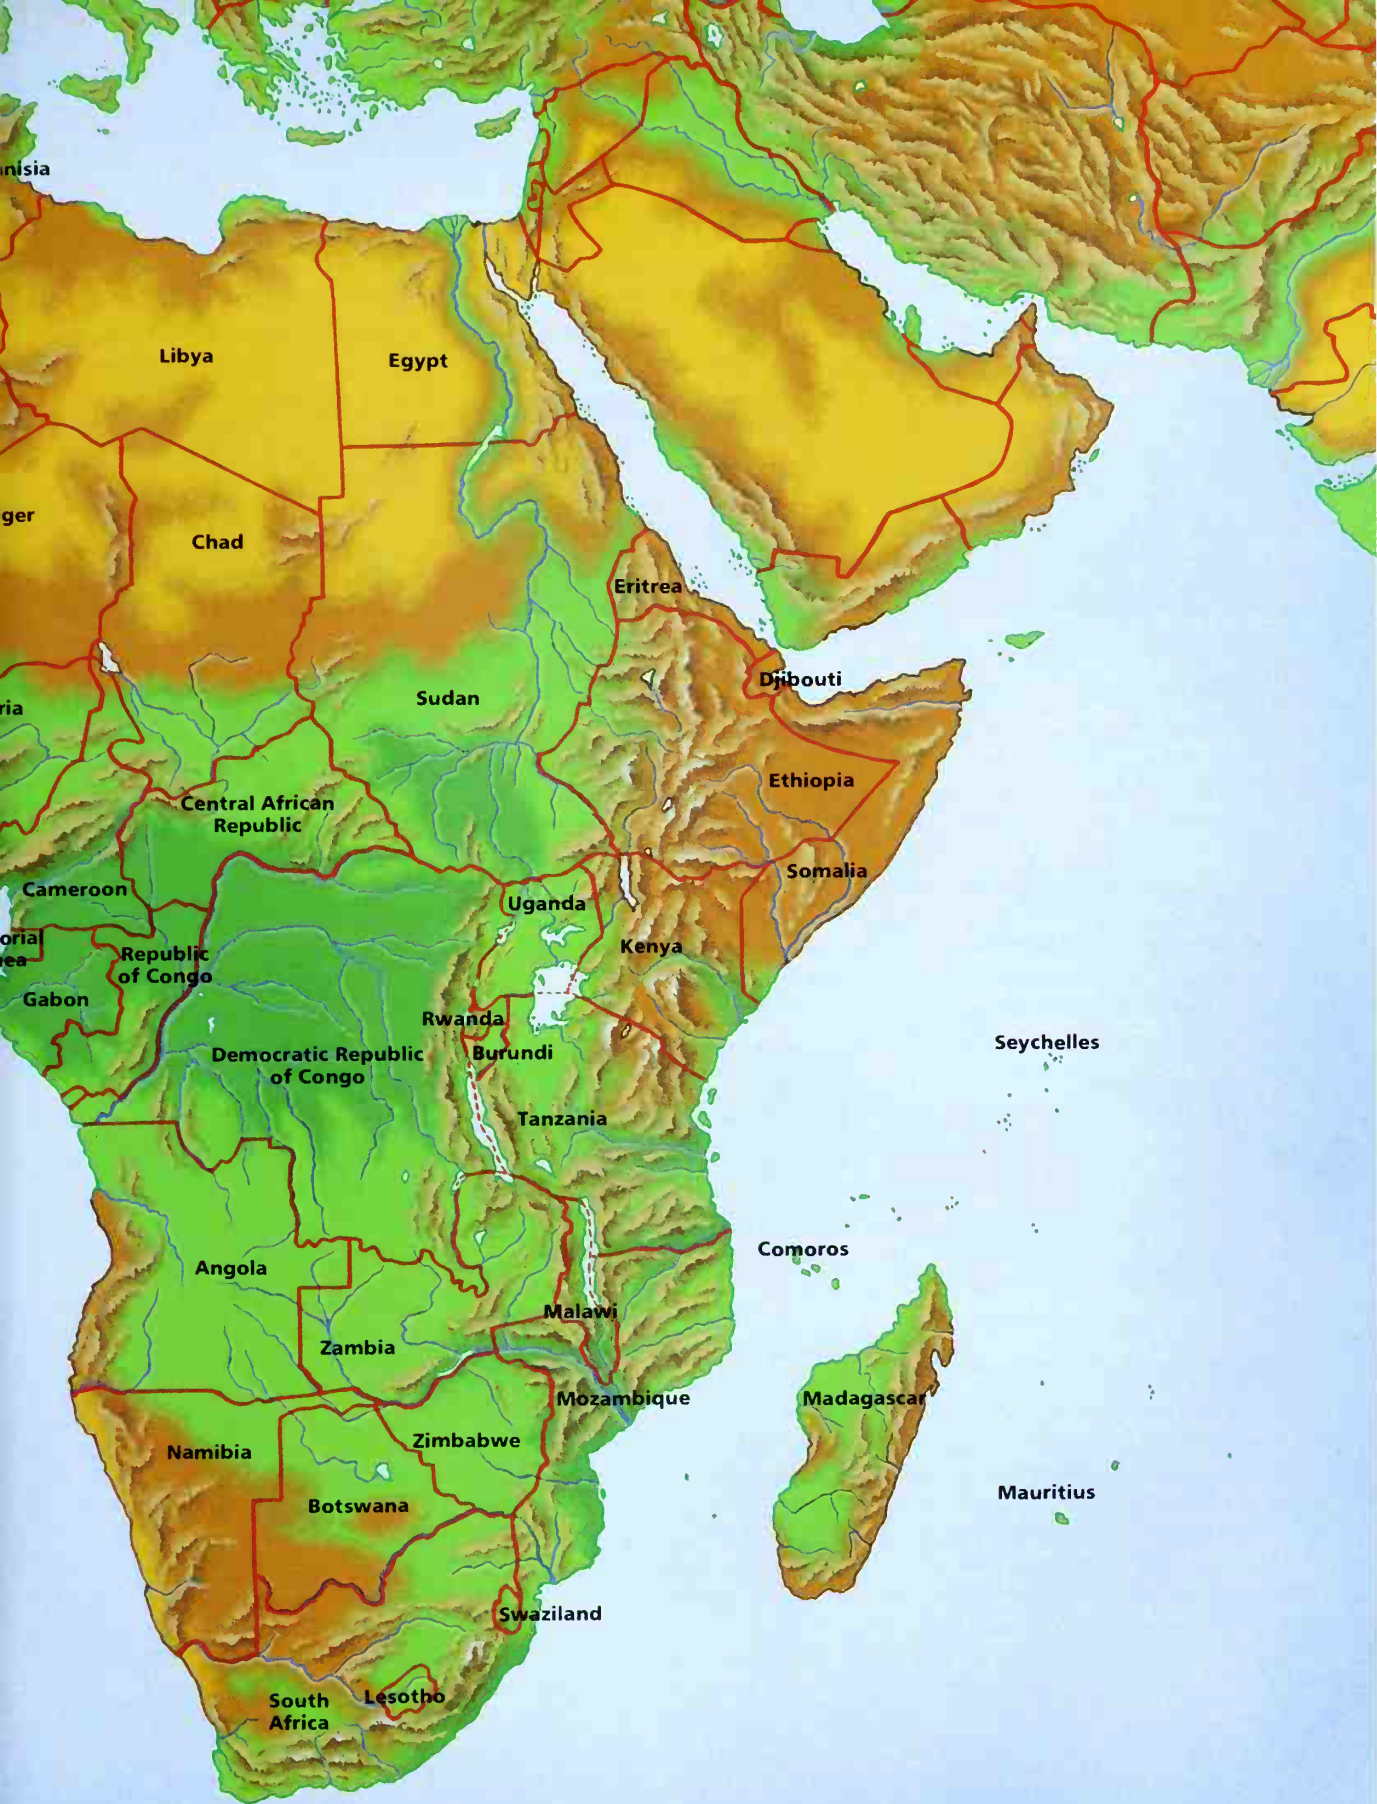 nisia
Libya
Egypt
ger
Chad
Eritrea
Djibouti
Sudan
ria
Ethiopia
Central African
Republic
Somalia
Cameroon
Uganda
orial
ea
Republic
of Congo
Kenya
Gabon
Rwanda
Seychelles
Burundi
Democratic Republic
of Congo
Tanzania
Comoros
Angola
Malawi
Zambia
Mozambique
Madagascar
Zimbabwe
Namibia
Mauritius
Botswana
Swaziland
Lesotho
South
Africa